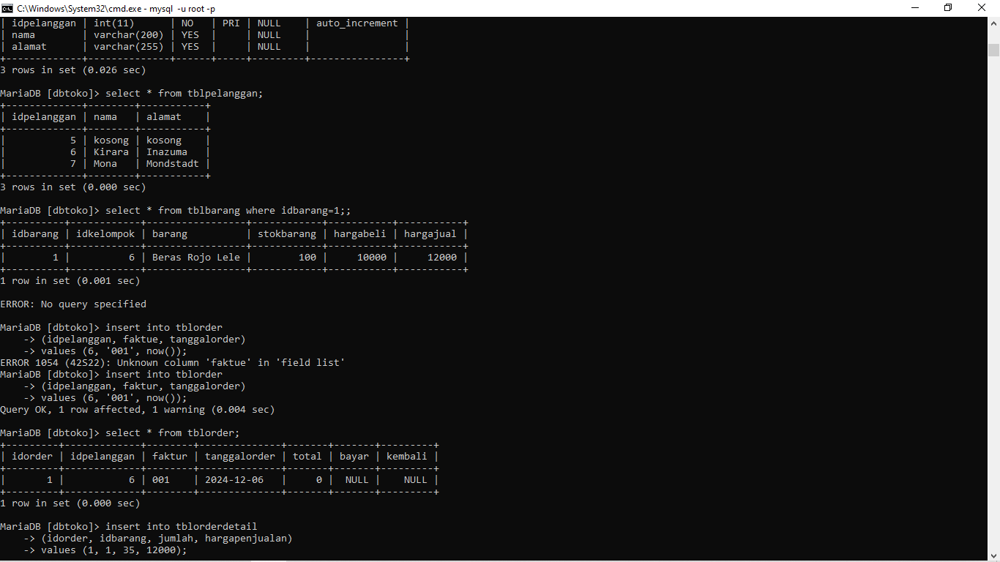 C:\Windows\System32\cmd.exe - mysql  -u root -p
| idpelanggan | int(11)      | NO   | PRI | NULL    | auto_increment |
| nama        | varchar(200) | YES  |     | NULL    |                |
| alamat      | varchar(255) | YES  |     | NULL    |                |
+-------------+--------------+------+-----+---------+----------------+
3 rows in set (0.026 sec)

MariaDB [dbtoko]> select * from tblpelanggan;
+-------------+--------+-----------+
| idpelanggan | nama   | alamat    |
+-------------+--------+-----------+
|           5 | kosong | kosong    |
|           6 | Kirara | Inazuma   |
|           7 | Mona   | Mondstadt |
+-------------+--------+-----------+
3 rows in set (0.000 sec)

MariaDB [dbtoko]> select * from tblbarang where idbarang=1;;
+----------+------------+-----------------+------------+-----------+-----------+
| idbarang | idkelompok | barang          | stokbarang | hargabeli | hargajual |
+----------+------------+-----------------+------------+-----------+-----------+
|        1 |          6 | Beras Rojo Lele |        100 |     10000 |     12000 |
+----------+------------+-----------------+------------+-----------+-----------+
1 row in set (0.001 sec)

ERROR: No query specified

MariaDB [dbtoko]> insert into tblorder
    -> (idpelanggan, faktue, tanggalorder)
    -> values (6, '001', now());
ERROR 1054 (42S22): Unknown column 'faktue' in 'field list'
MariaDB [dbtoko]> insert into tblorder
    -> (idpelanggan, faktur, tanggalorder)
    -> values (6, '001', now());
Query OK, 1 row affected, 1 warning (0.004 sec)

MariaDB [dbtoko]> select * from tblorder;
+---------+-------------+--------+--------------+-------+-------+---------+
| idorder | idpelanggan | faktur | tanggalorder | total | bayar | kembali |
+---------+-------------+--------+--------------+-------+-------+---------+
|       1 |           6 | 001    | 2024-12-06   |     0 |  NULL |    NULL |
+---------+-------------+--------+--------------+-------+-------+---------+
1 row in set (0.000 sec)

MariaDB [dbtoko]> insert into tblorderdetail
    -> (idorder, idbarang, jumlah, hargapenjualan)
    -> values (1, 1, 35, 12000);